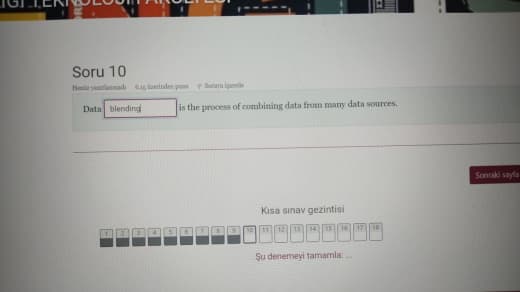 Soru 10
Henüz yanıtlanmadı 0,15 üzerinden puan Soruyu işaretle
Data blending is the process of combining data from many data sources.
Sonraki sayfa
Kısa sınav gezintisi
1 2 3 4 5 6 7 8 9 10 11 12 13 14 15 16 17 18
Şu denemeyi tamamla: ...